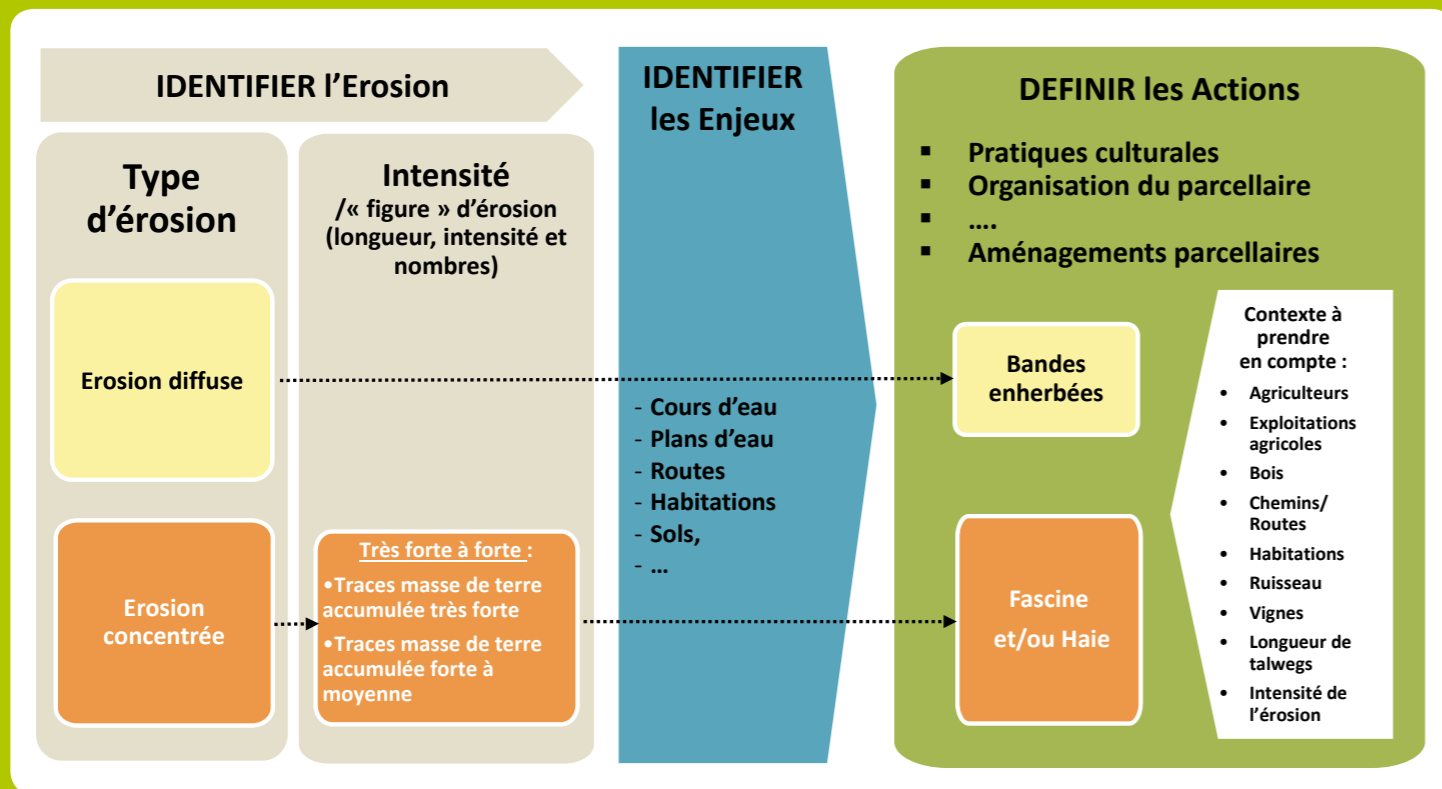 IDENTIFIER l'Erosion
Type
d'érosion
Intensité
/« figure » d'érosion
(longueur, intensité et
nombres)
Erosion diffuse
Erosion
concentrée
Très forte à forte :
•Traces masse de terre
accumulée très forte
•Traces masse de terre
accumulée forte à
moyenne
IDENTIFIER
les Enjeux
- Cours d'eau
- Plans d'eau
- Routes
- Habitations
- Sols,
- ...
DEFINIR les Actions
▪ Pratiques culturales
▪ Organisation du parcellaire
▪ ....
▪ Aménagements parcellaires
Bandes
enherbées
Fascine
et/ou Haie
Contexte à
prendre
en compte :
• Agriculteurs
• Exploitations
agricoles
• Bois
• Chemins/
Routes
• Habitations
• Ruisseau
• Vignes
• Longueur de
talwegs
• Intensité de
l'érosion